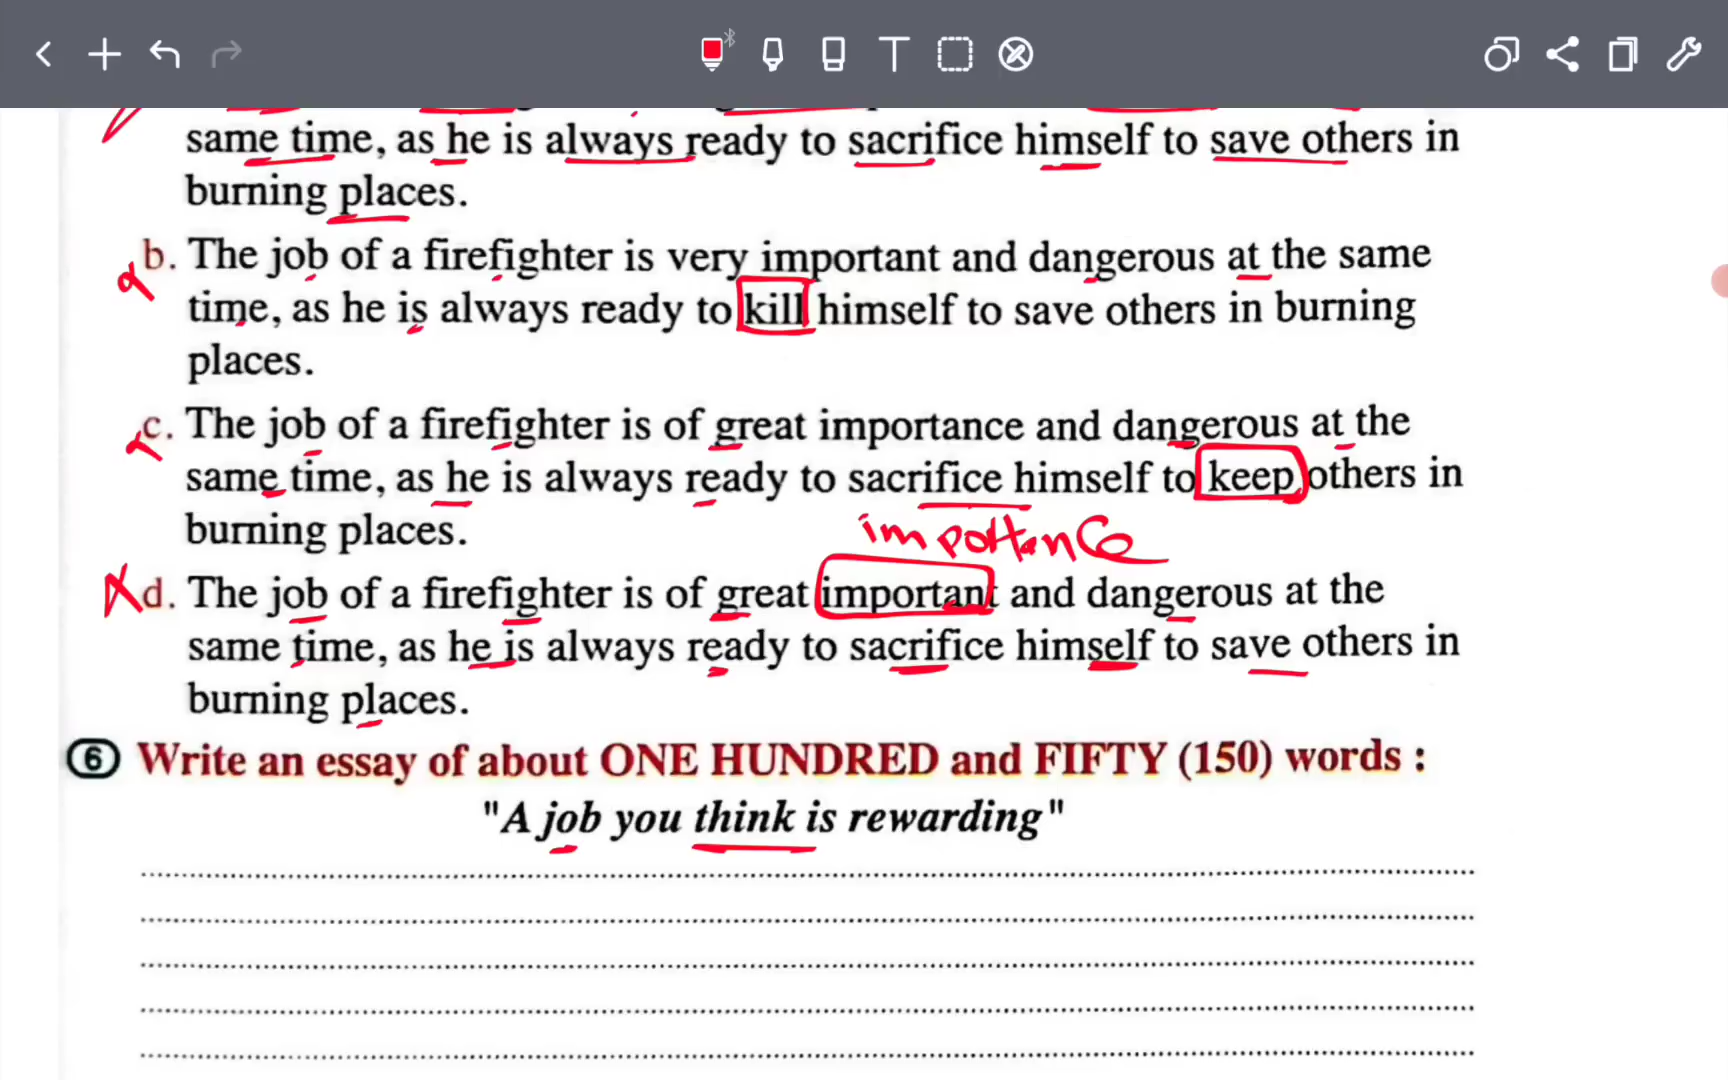 same time, as he is always ready to sacrifice himself to save others in
burning places.
b. The job of a firefighter is very important and dangerous at the same
time, as he is always ready to kill himself to save others in burning
places.
c. The job of a firefighter is of great importance and dangerous at the
same time, as he is always ready to sacrifice himself to keep others in
burning places.
importance
d. The job of a firefighter is of great important and dangerous at the
same time, as he is always ready to sacrifice himself to save others in
burning places.
6 Write an essay of about ONE HUNDRED and FIFTY (150) words :
"A job you think is rewarding"